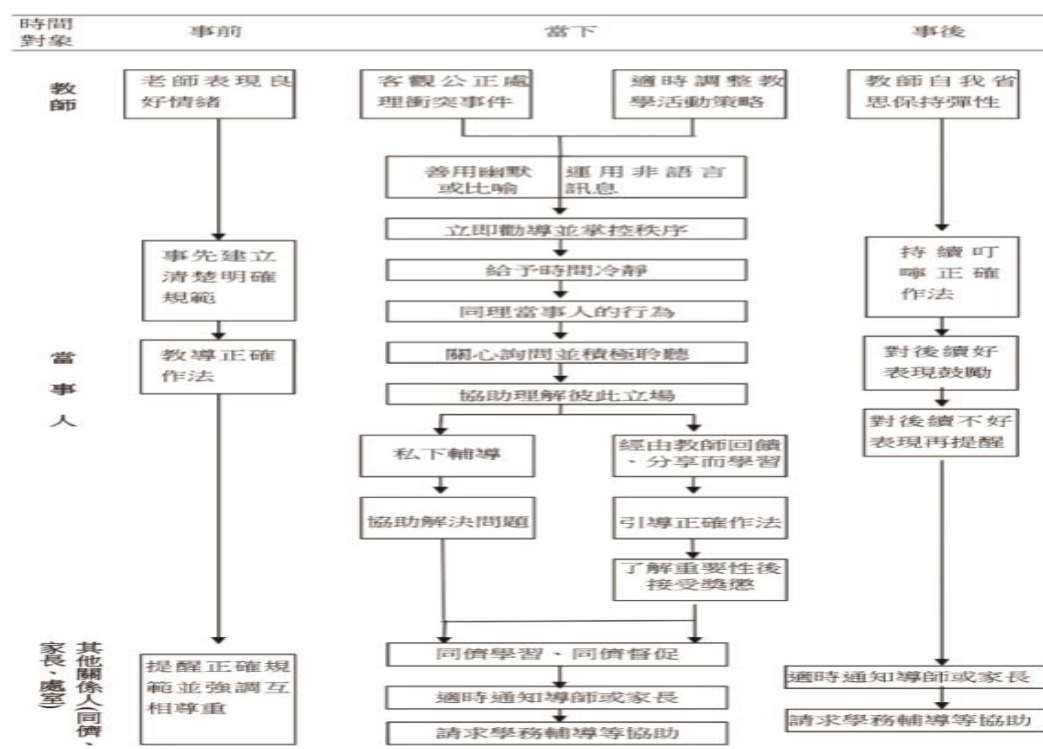 時間
對象
事前
當下
事後
教師
老師表現良
好情緒
客觀公正處
理衝突事件
適時調整教
學活動策略
教師自我省
思保持彈性
善用幽默
或比喻
運用非語言
訊息
立即勸導並掌控秩序
事先建立
清楚明確
規範
給予時間冷靜
持續叮
嚀正確
作法
同理當事人的行為
當事人
教導正確
作法
關心詢問並積極聆聽
對後續好
表現鼓勵
協助理解彼此立場
對後續不好
表現再提醒
私下輔導
經由教師回饋
、分享而學習
協助解決問題
引導正確作法
了解重要性後
接受獎懲
其他關係人(同儕、
家長、處室)
提醒正確規
範並強調互
相尊重
同儕學習、同儕督促
適時通知導師或家長
請求學務輔導等協助
適時通知導師或家長
請求學務輔導等協助